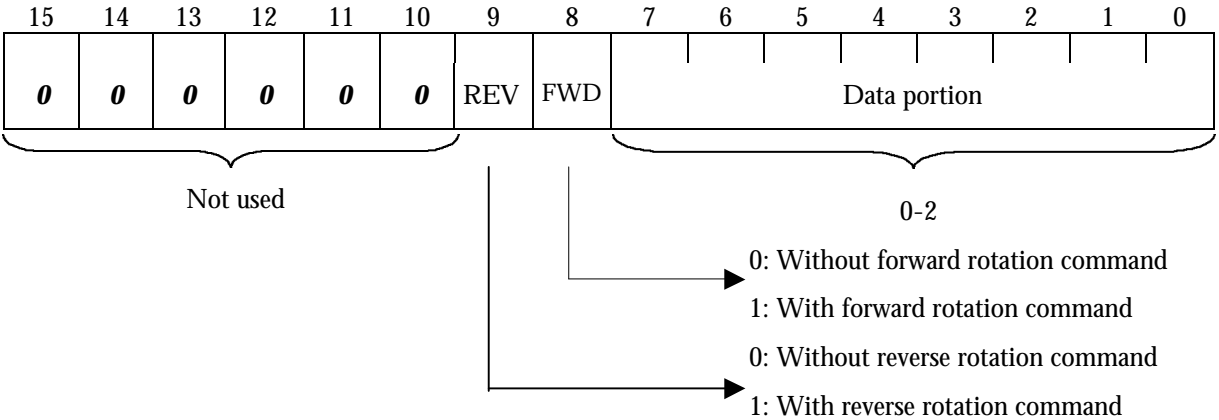 15 14 13 12 11 10 9 8 7 6 5 4 3 2 1 0
0 0 0 0 0 0 REV FWD Data portion
Not used
0-2
0: Without forward rotation command
1: With forward rotation command
0: Without reverse rotation command
1: With reverse rotation command